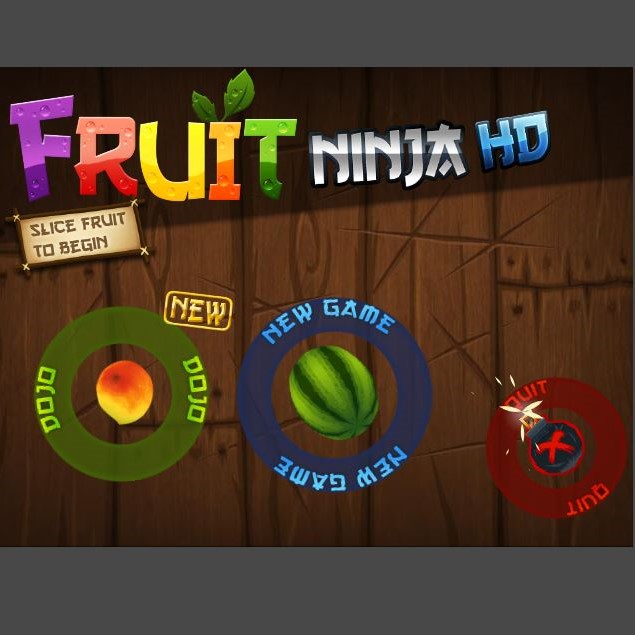 FRUIT NINJA HD
SLICE FRUIT
TO BEGIN
NEW
DOJO
DOJO
NEW GAME
NEW GAME
QUIT
QUIT